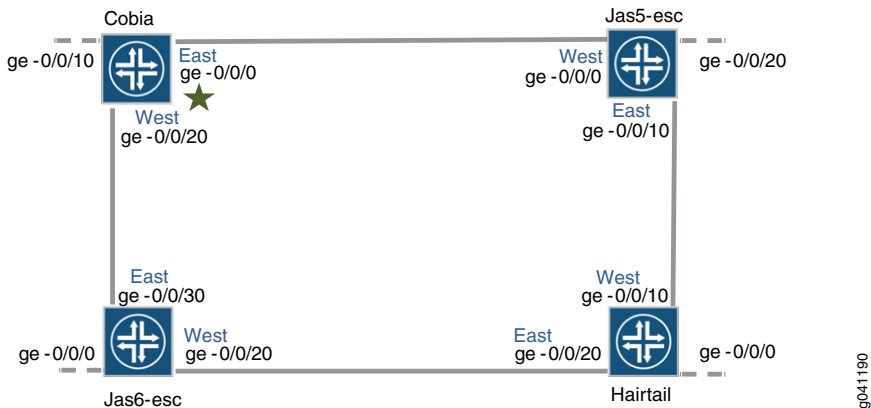 Cobia
Jas5-esc
ge -0/0/10
East
ge -0/0/0
West
ge -0/0/0
ge -0/0/20
West
ge -0/0/20
East
ge -0/0/10
East
ge -0/0/30
West
ge -0/0/10
ge -0/0/0
West
ge -0/0/20
East
ge -0/0/20
ge -0/0/0
Jas6-esc
Hairtail
g041190